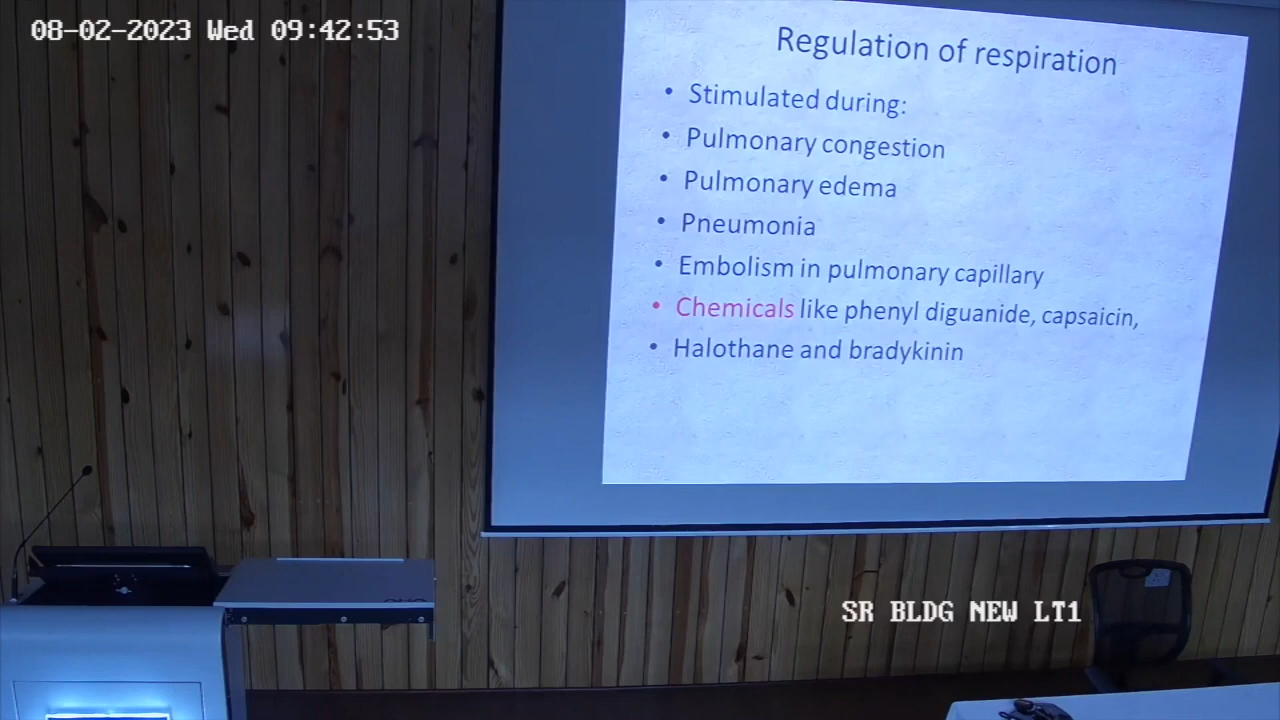 08-02-2023 Wed 09:42:53
Regulation of respiration
• Stimulated during:
• Pulmonary congestion
• Pulmonary edema
• Pneumonia
• Embolism in pulmonary capillary
• Chemicals like phenyl diguanide, capsaicin,
• Halothane and bradykinin
SR BLDG NEW LT1